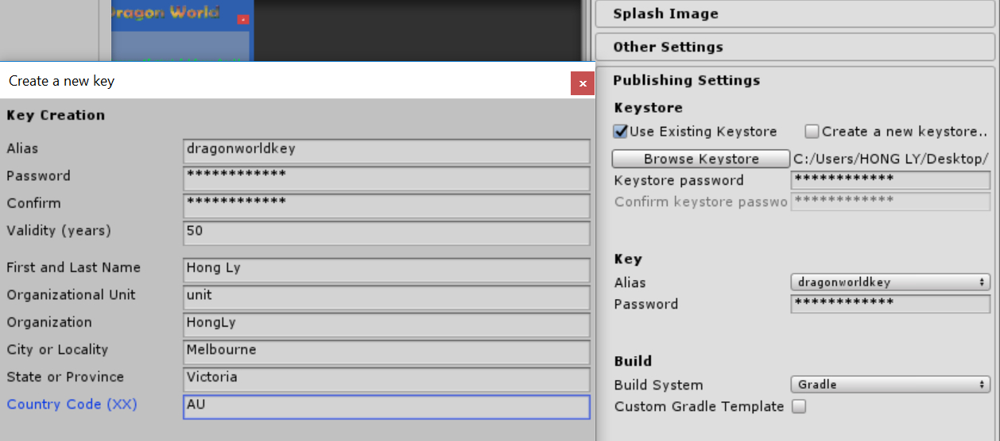 Dragon World
Create a new key
Key Creation
Alias dragonworldkey
Password ************
Confirm ************
Validity (years) 50
First and Last Name Hong Ly
Organizational Unit unit
Organization HongLy
City or Locality Melbourne
State or Province Victoria
Country Code (XX) AU
Splash Image
Other Settings
Publishing Settings
Keystore
Use Existing Keystore Create a new keystore..
Browse Keystore C:/Users/HONG LY/Desktop/
Keystore password ************
Confirm keystore passwo ************
Key
Alias dragonworldkey
Password ************
Build
Build System Gradle
Custom Gradle Template